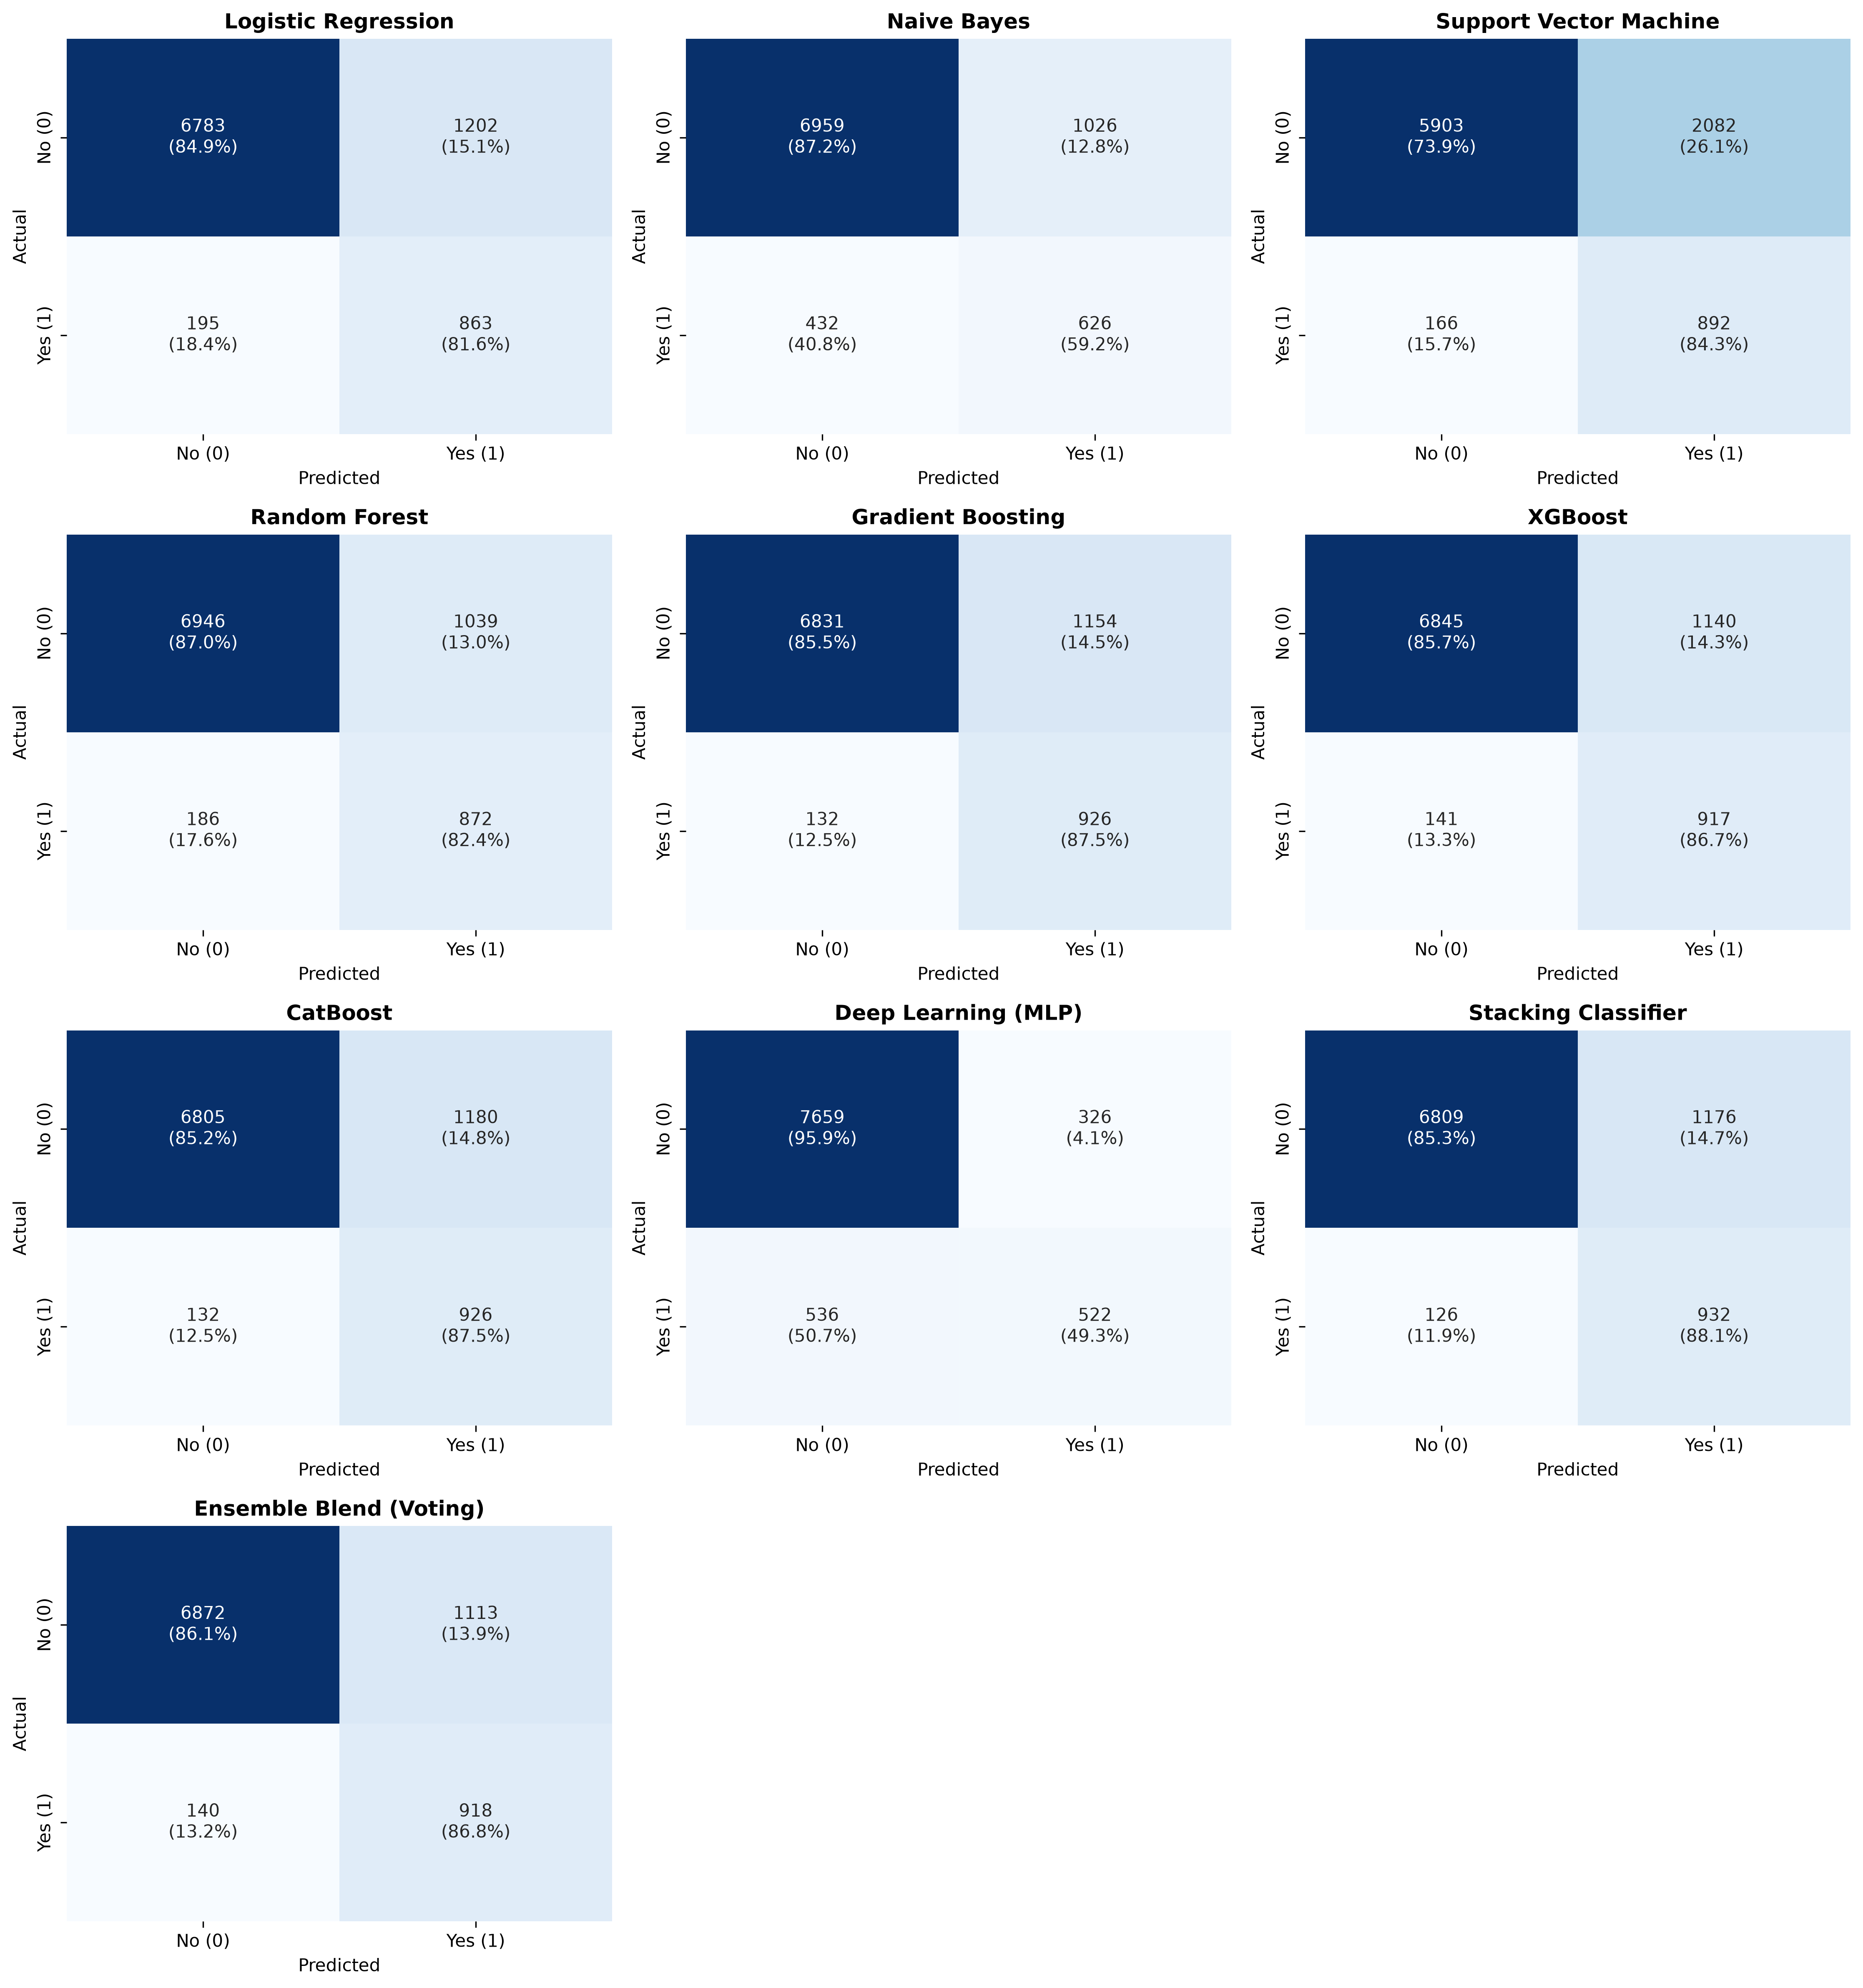 Logistic Regression
Actual
No (0)
Yes (1)
6783
(84.9%)
1202
(15.1%)
195
(18.4%)
863
(81.6%)
No (0)
Yes (1)
Predicted
Naive Bayes
Actual
No (0)
Yes (1)
6959
(87.2%)
1026
(12.8%)
432
(40.8%)
626
(59.2%)
No (0)
Yes (1)
Predicted
Support Vector Machine
Actual
No (0)
Yes (1)
5903
(73.9%)
2082
(26.1%)
166
(15.7%)
892
(84.3%)
No (0)
Yes (1)
Predicted
Random Forest
Actual
No (0)
Yes (1)
6946
(87.0%)
1039
(13.0%)
186
(17.6%)
872
(82.4%)
No (0)
Yes (1)
Predicted
Gradient Boosting
Actual
No (0)
Yes (1)
6831
(85.5%)
1154
(14.5%)
132
(12.5%)
926
(87.5%)
No (0)
Yes (1)
Predicted
XGBoost
Actual
No (0)
Yes (1)
6845
(85.7%)
1140
(14.3%)
141
(13.3%)
917
(86.7%)
No (0)
Yes (1)
Predicted
CatBoost
Actual
No (0)
Yes (1)
6805
(85.2%)
1180
(14.8%)
132
(12.5%)
926
(87.5%)
No (0)
Yes (1)
Predicted
Deep Learning (MLP)
Actual
No (0)
Yes (1)
7659
(95.9%)
326
(4.1%)
536
(50.7%)
522
(49.3%)
No (0)
Yes (1)
Predicted
Stacking Classifier
Actual
No (0)
Yes (1)
6809
(85.3%)
1176
(14.7%)
126
(11.9%)
932
(88.1%)
No (0)
Yes (1)
Predicted
Ensemble Blend (Voting)
Actual
No (0)
Yes (1)
6872
(86.1%)
1113
(13.9%)
140
(13.2%)
918
(86.8%)
No (0)
Yes (1)
Predicted